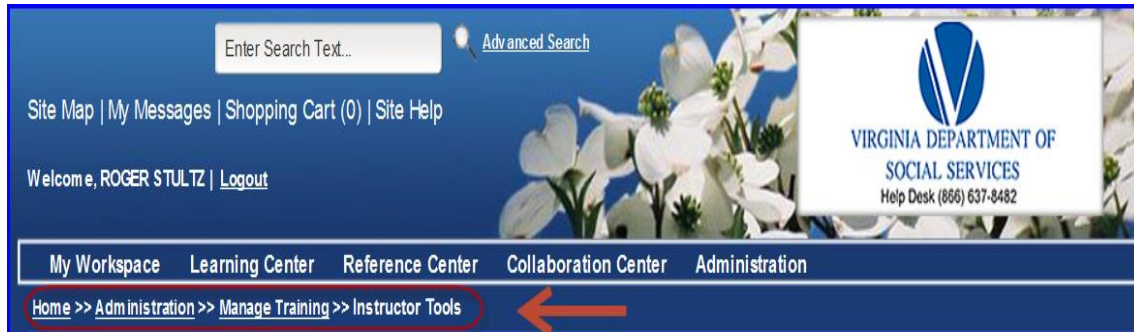 Enter Search Text... Advanced Search
Site Map | My Messages | Shopping Cart (0) | Site Help
Welcome, ROGER STULTZ | Logout
VIRGINIA DEPARTMENT OF
SOCIAL SERVICES
Help Desk (866) 637-8482
My Workspace Learning Center Reference Center Collaboration Center Administration
Home >> Administration >> Manage Training >> Instructor Tools